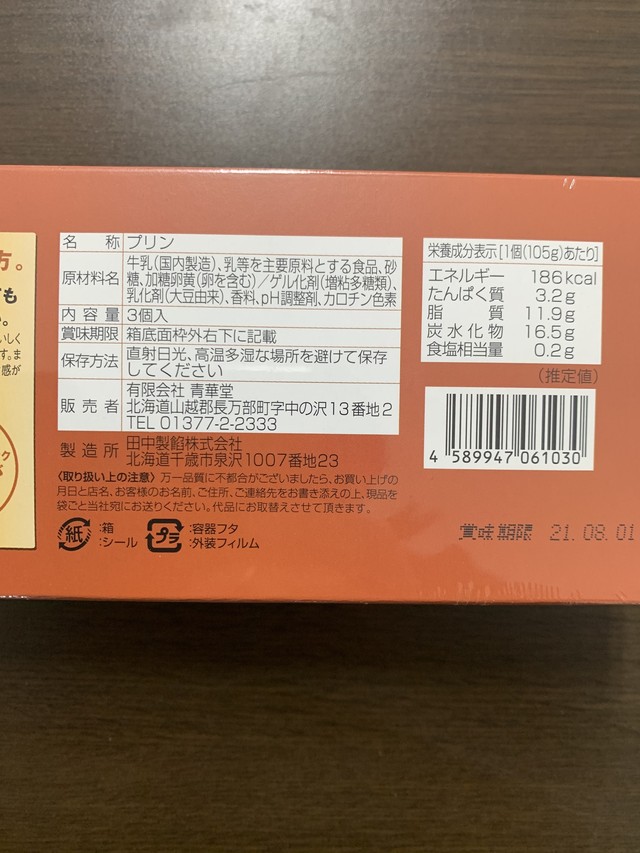 方。
も
い。
いしく
す。ま
感が
名称 プリン
原材料名 牛乳(国内製造)、乳等を主要原料とする食品、砂
糖、加糖卵黄(卵を含む)/ゲル化剤(増粘多糖類)、
乳化剤(大豆由来)、香料、pH調整剤、カロチン色素
内容量 3個入
賞味期限 箱底面枠外右下に記載
保存方法 直射日光、高温多湿な場所を避けて保存
してください
販売者 有限会社 青華堂
北海道山越郡長万部町字中の沢13番地2
TEL 01377-2-2333
製造所 田中製餡株式会社
北海道千歳市泉沢1007番地23
〈取り扱い上の注意〉万一品質に不都合がございましたら、お買い上げの
月日と店名、お客様のお名前、ご住所、ご連絡先をお書き添えの上、現品を
袋ごと当社宛にお送りください。代品にお取替えさせて頂きます。
紙 :箱
:シール
プラ :容器フタ
:外装フィルム
栄養成分表示[1個(105g)あたり]
エネルギー 186kcal
たんぱく質 3.2g
脂質 11.9g
炭水化物 16.5g
食塩相当量 0.2g
(推定値)
4 589947 061030
賞味期限 21.08.01